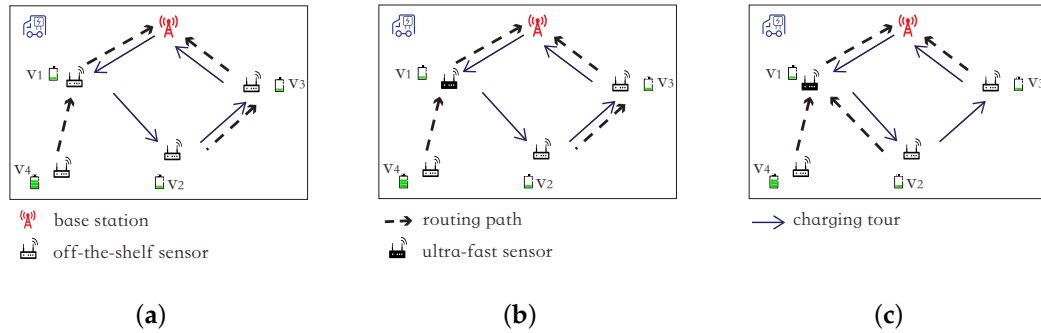 V1
V3
V4
V2
V1
V3
V4
V2
V1
V3
V4
V2
base station
routing path
charging tour
off-the-shelf sensor
ultra-fast sensor
(a)
(b)
(c)